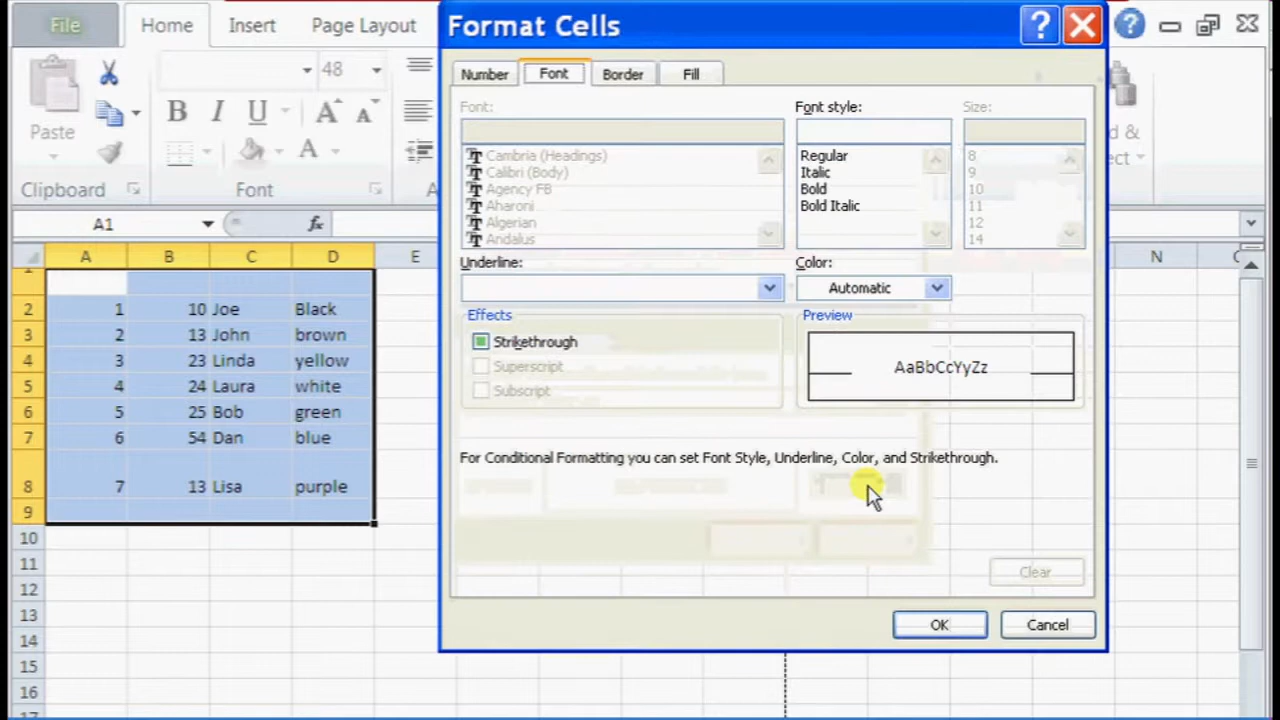 File Home Insert Page Layout
Format Cells
48
Paste
B I U A A
A
Clipboard Font
A1 fx
A B C D E N
1
2 1 10 Joe Black
3 2 13 John brown
4 3 23 Linda yellow
5 4 24 Laura white
6 5 25 Bob green
7 6 54 Dan blue
8 7 13 Lisa purple
9
10
11
12
13
14
15
16
17
Number Font Border Fill
Font: Font style: Size:
Cambria (Headings) Regular 8
Calibri (Body) Italic 9
Agency FB Bold 10
Aharoni Bold Italic 11
Algerian 12
Andalus 14
Underline: Color:
Automatic
Effects Preview
Strikethrough
Superscript AaBbCcYyZz
Subscript
For Conditional Formatting you can set Font Style, Underline, Color, and Strikethrough.
Clear
OK Cancel